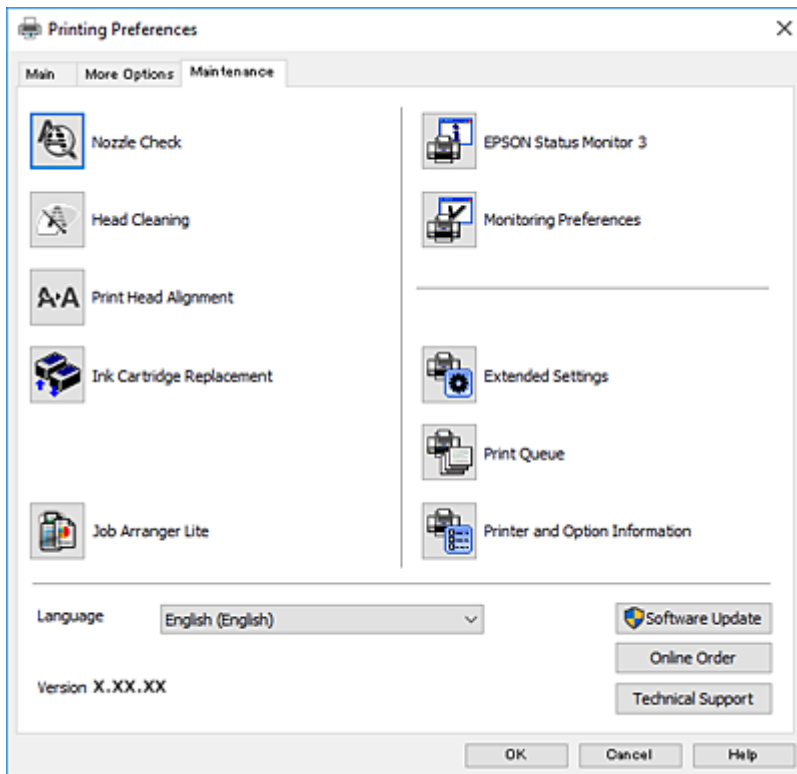 Printing Preferences
Main More Options Maintenance
Nozzle Check
Head Cleaning
A·A Print Head Alignment
Ink Cartridge Replacement
Job Arranger Lite
EPSON Status Monitor 3
Monitoring Preferences
Extended Settings
Print Queue
Printer and Option Information
Language English (English)
Version X.XX.XX
Software Update
Online Order
Technical Support
OK Cancel Help